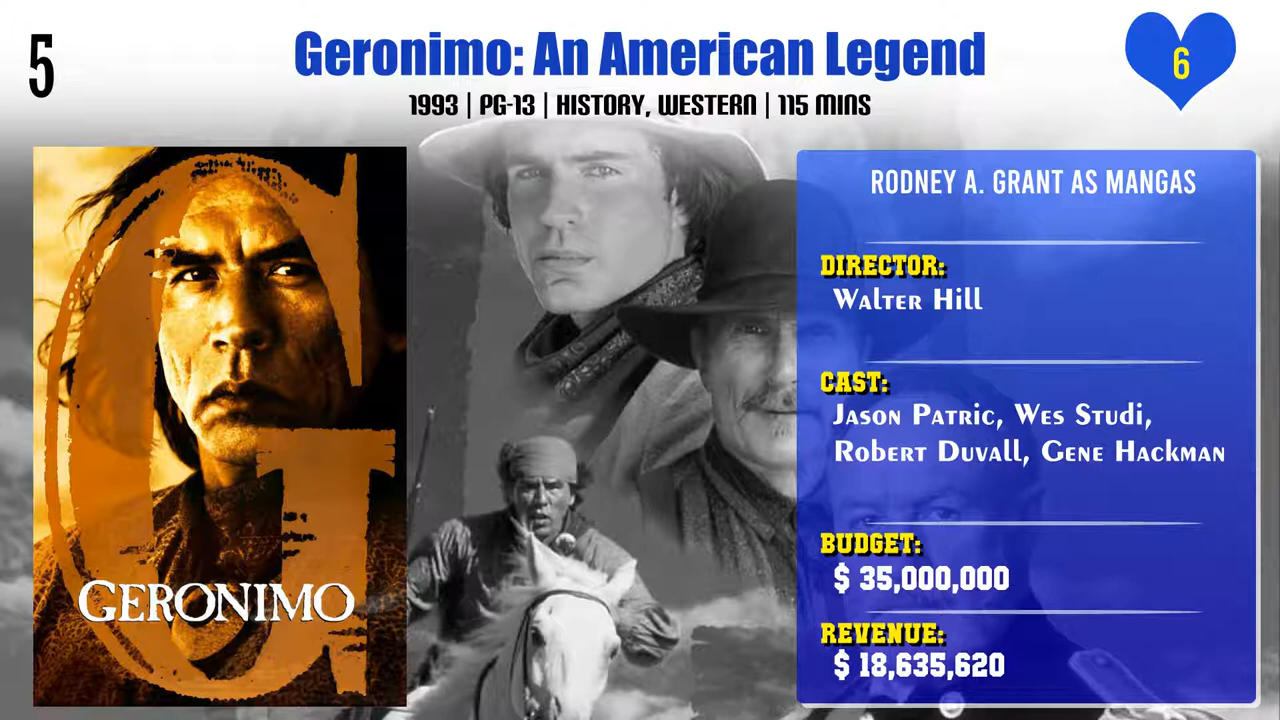 5
Geronimo: An American Legend
6
1993 | PG-13 | HISTORY, WESTERN | 115 MINS
RODNEY A. GRANT AS MANGAS
DIRECTOR:
Walter Hill
CAST:
Jason Patric, Wes Studi,
Robert Duvall, Gene Hackman
BUDGET:
$ 35,000,000
REVENUE:
$ 18,635,620
G
GERONIMO